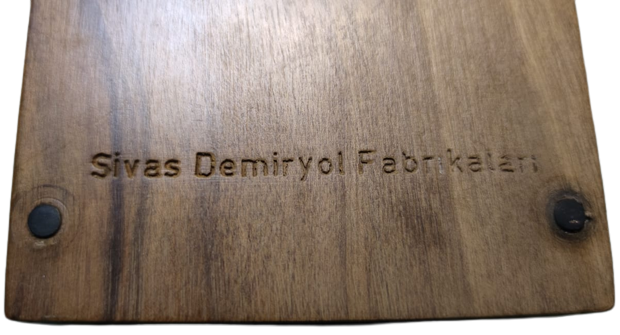 Sivas Demiryol Fabrikaları